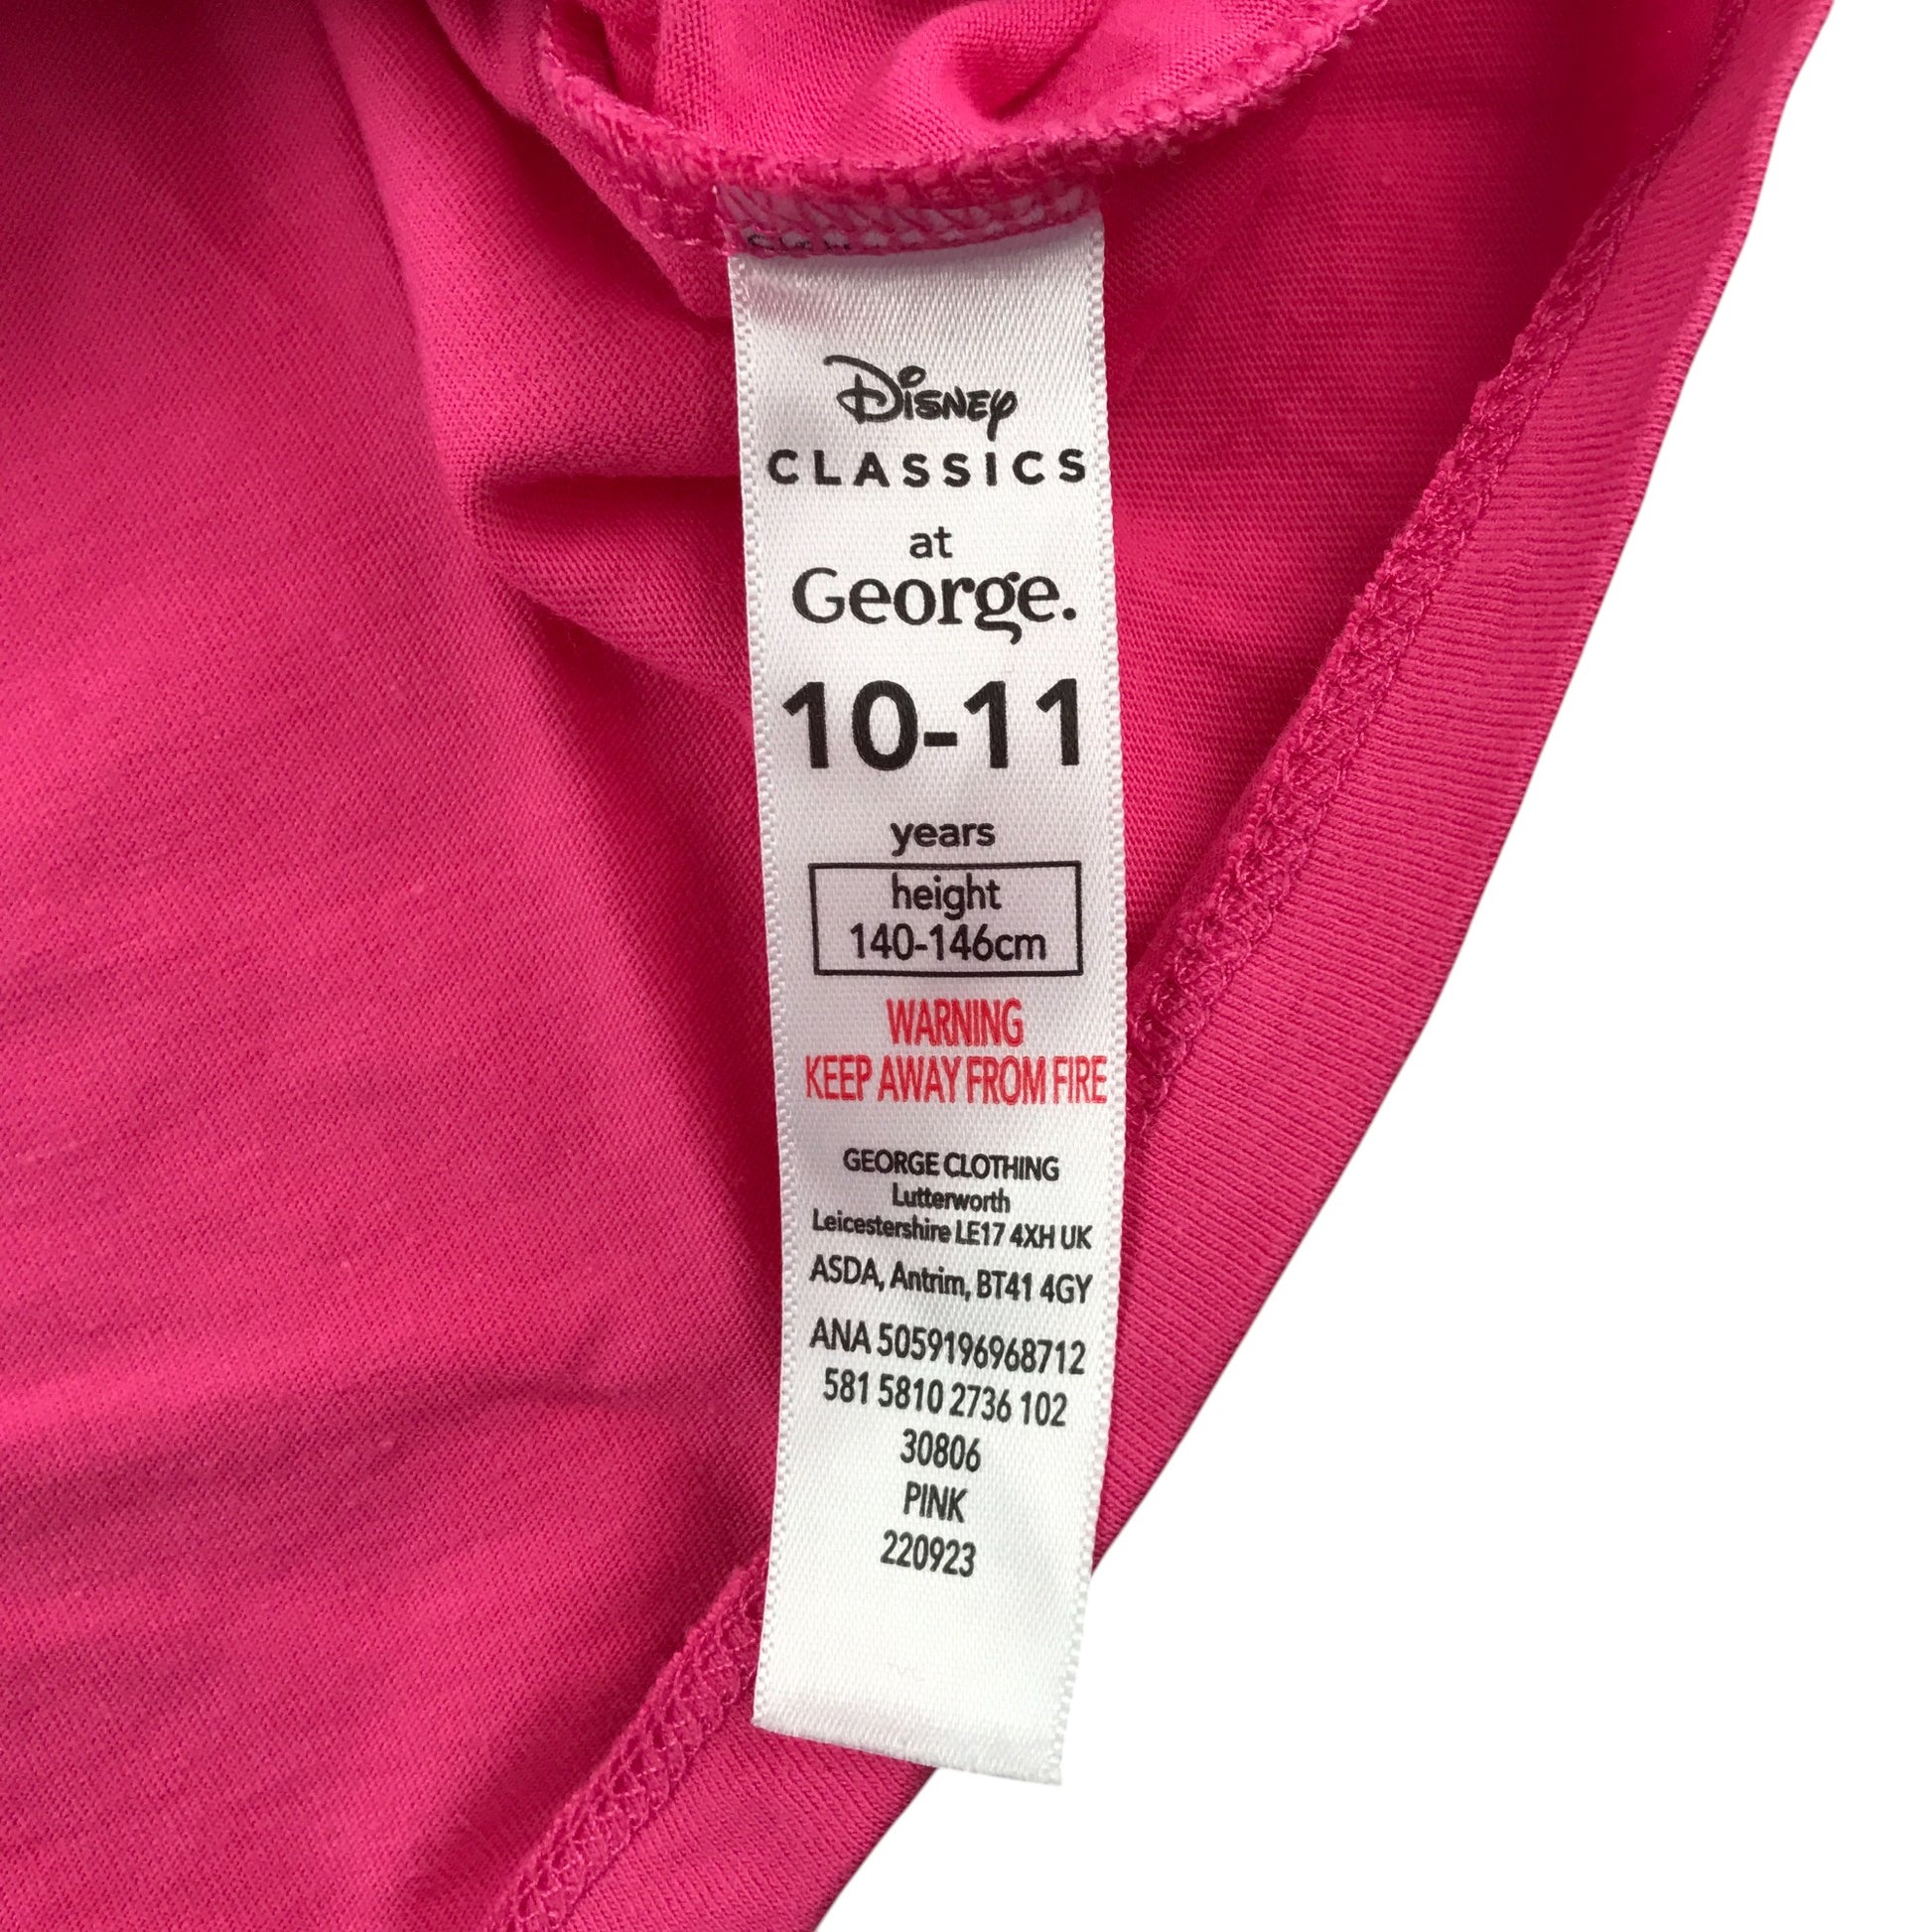 Disney
CLASSICS
at
George.
10-11
years
height
140-146cm
WARNING
KEEP AWAY FROM FIRE
GEORGE CLOTHING
Lutterworth
Leicestershire LE17 4XH UK
ASDA, Antrim, BT41 4GY
ANA 5059196968712
581 5810 2736 102
30806
PINK
220923